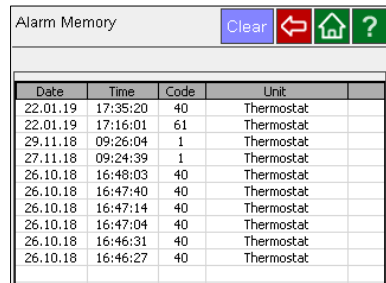 Alarm Memory Clear ?
Date Time Code Unit
22.01.19 17:35:20 40 Thermostat
22.01.19 17:16:01 61 Thermostat
29.11.18 09:26:04 1 Thermostat
27.11.18 09:24:39 1 Thermostat
26.10.18 16:48:03 40 Thermostat
26.10.18 16:47:40 40 Thermostat
26.10.18 16:47:14 40 Thermostat
26.10.18 16:47:04 40 Thermostat
26.10.18 16:46:31 40 Thermostat
26.10.18 16:46:27 40 Thermostat